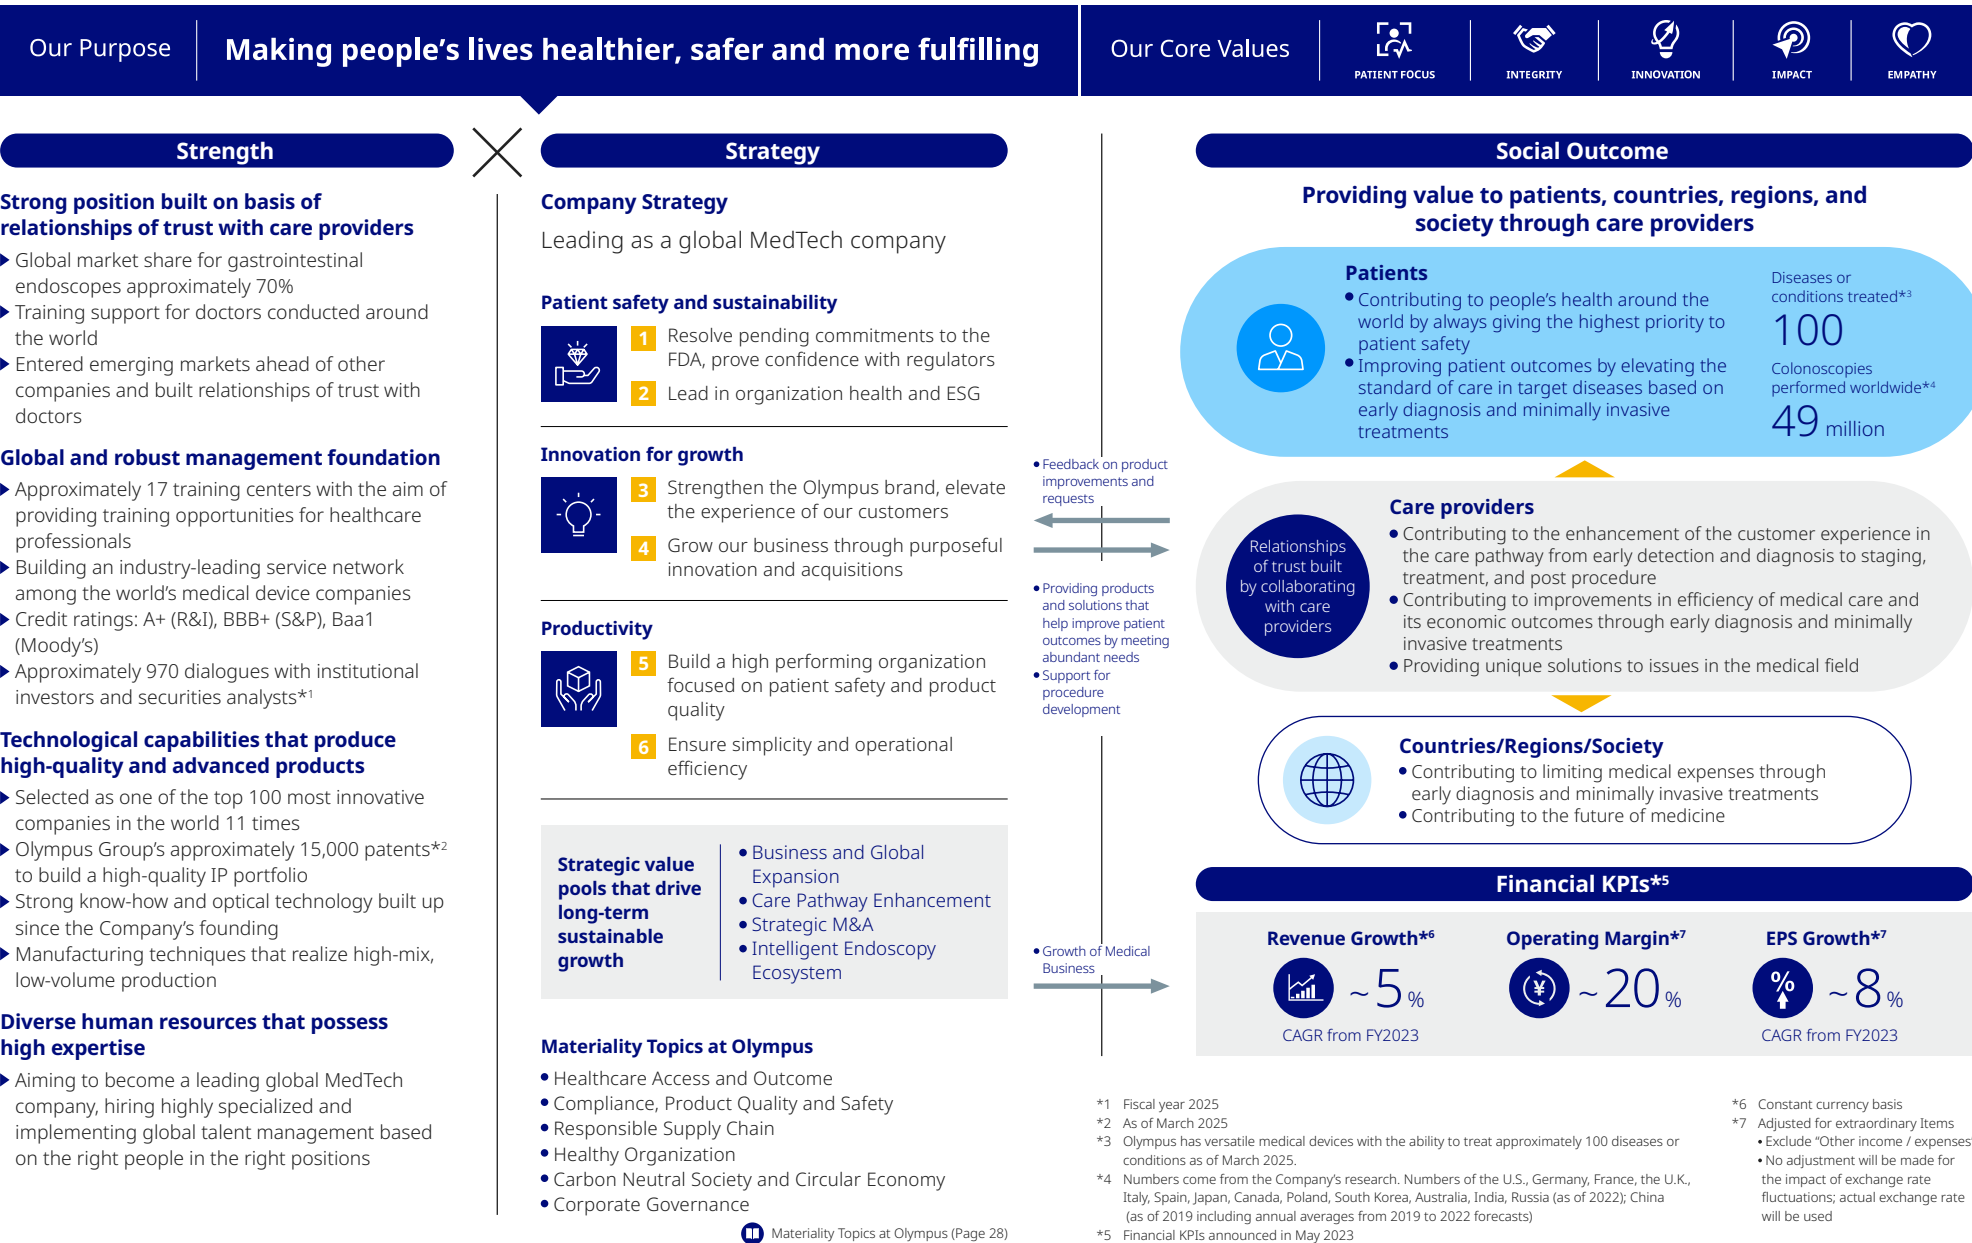 Our Purpose
Making people's lives healthier, safer and more fulfilling
Our Core Values
PATIENT FOCUS
INTEGRITY
INNOVATION
IMPACT
EMPATHY
Strength
Strong position built on basis of
relationships of trust with care providers
Global market share for gastrointestinal
endoscopes approximately 70%
Training support for doctors conducted around
the world
Entered emerging markets ahead of other
companies and built relationships of trust with
doctors
Global and robust management foundation
Approximately 17 training centers with the aim of
providing training opportunities for healthcare
professionals
Building an industry-leading service network
among the world's medical device companies
Credit ratings: A+ (R&I), BBB+ (S&P), Baa1
(Moody's)
Approximately 970 dialogues with institutional
investors and securities analysts*1
Technological capabilities that produce
high-quality and advanced products
Selected as one of the top 100 most innovative
companies in the world 11 times
Olympus Group's approximately 15,000 patents*2
to build a high-quality IP portfolio
Strong know-how and optical technology built up
since the Company's founding
Manufacturing techniques that realize high-mix,
low-volume production
Diverse human resources that possess
high expertise
Aiming to become a leading global MedTech
company, hiring highly specialized and
implementing global talent management based
on the right people in the right positions
Strategy
Company Strategy
Leading as a global MedTech company
Patient safety and sustainability
1 Resolve pending commitments to the
FDA, prove confidence with regulators
2 Lead in organization health and ESG
Innovation for growth
3 Strengthen the Olympus brand, elevate
the experience of our customers
4 Grow our business through purposeful
innovation and acquisitions
Productivity
5 Build a high performing organization
focused on patient safety and product
quality
6 Ensure simplicity and operational
efficiency
Strategic value
pools that drive
long-term
sustainable
growth
• Business and Global
Expansion
• Care Pathway Enhancement
• Strategic M&A
• Intelligent Endoscopy
Ecosystem
Materiality Topics at Olympus
• Healthcare Access and Outcome
• Compliance, Product Quality and Safety
• Responsible Supply Chain
• Healthy Organization
• Carbon Neutral Society and Circular Economy
• Corporate Governance
Materiality Topics at Olympus (Page 28)
• Feedback on product
improvements and
requests
• Providing products
and solutions that
help improve patient
outcomes by meeting
abundant needs
• Support for
procedure
development
• Growth of Medical
Business
Social Outcome
Providing value to patients, countries, regions, and
society through care providers
Patients
• Contributing to people's health around the
world by always giving the highest priority to
patient safety
• Improving patient outcomes by elevating the
standard of care in target diseases based on
early diagnosis and minimally invasive
treatments
Diseases or
conditions treated*3
100
Colonoscopies
performed worldwide*4
49 million
Relationships
of trust built
by collaborating
with care
providers
Care providers
• Contributing to the enhancement of the customer experience in
the care pathway from early detection and diagnosis to staging,
treatment, and post procedure
• Contributing to improvements in efficiency of medical care and
its economic outcomes through early diagnosis and minimally
invasive treatments
• Providing unique solutions to issues in the medical field
Countries/Regions/Society
• Contributing to limiting medical expenses through
early diagnosis and minimally invasive treatments
• Contributing to the future of medicine
Financial KPIs*5
Revenue Growth*6
~5%
CAGR from FY2023
Operating Margin*7
¥
~20%
EPS Growth*7
%
~8%
CAGR from FY2023
*1 Fiscal year 2025
*2 As of March 2025
*3 Olympus has versatile medical devices with the ability to treat approximately 100 diseases or
conditions as of March 2025.
*4 Numbers come from the Company's research. Numbers of the U.S., Germany, France, the U.K.,
Italy, Spain, Japan, Canada, Poland, South Korea, Australia, India, Russia (as of 2022); China
(as of 2019 including annual averages from 2019 to 2022 forecasts)
*5 Financial KPIs announced in May 2023
*6 Constant currency basis
*7 Adjusted for extraordinary Items
• Exclude "Other income / expenses"
• No adjustment will be made for
the impact of exchange rate
fluctuations; actual exchange rate
will be used